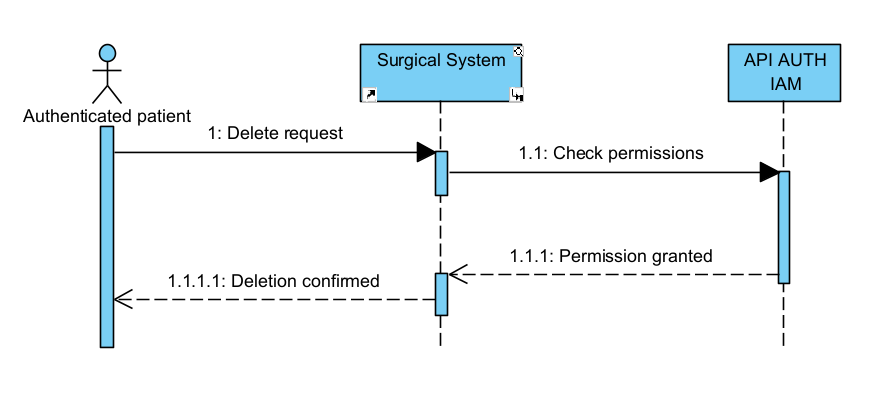 Surgical System
API AUTH
IAM
Authenticated patient
1: Delete request
1.1: Check permissions
1.1.1: Permission granted
1.1.1.1: Deletion confirmed